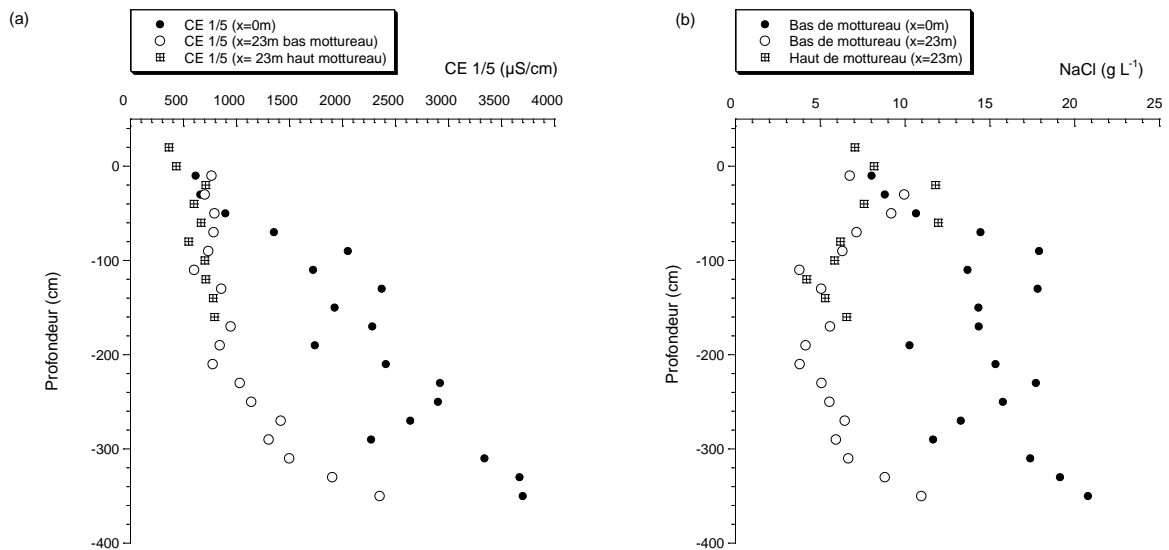 (a)
CE 1/5 (x=0m)
CE 1/5 (x=23m bas mottureau)
CE 1/5 (x= 23m haut mottureau)
CE 1/5 (µS/cm)
0 500 1000 1500 2000 2500 3000 3500 4000
0
-100
-200
-300
-400
Profondeur (cm)
(b)
Bas de mottureau (x=0m)
Bas de mottureau (x=23m)
Haut de mottureau (x=23m)
NaCl (g L-1)
0 5 10 15 20 25
0
-100
-200
-300
-400
Profondeur (cm)